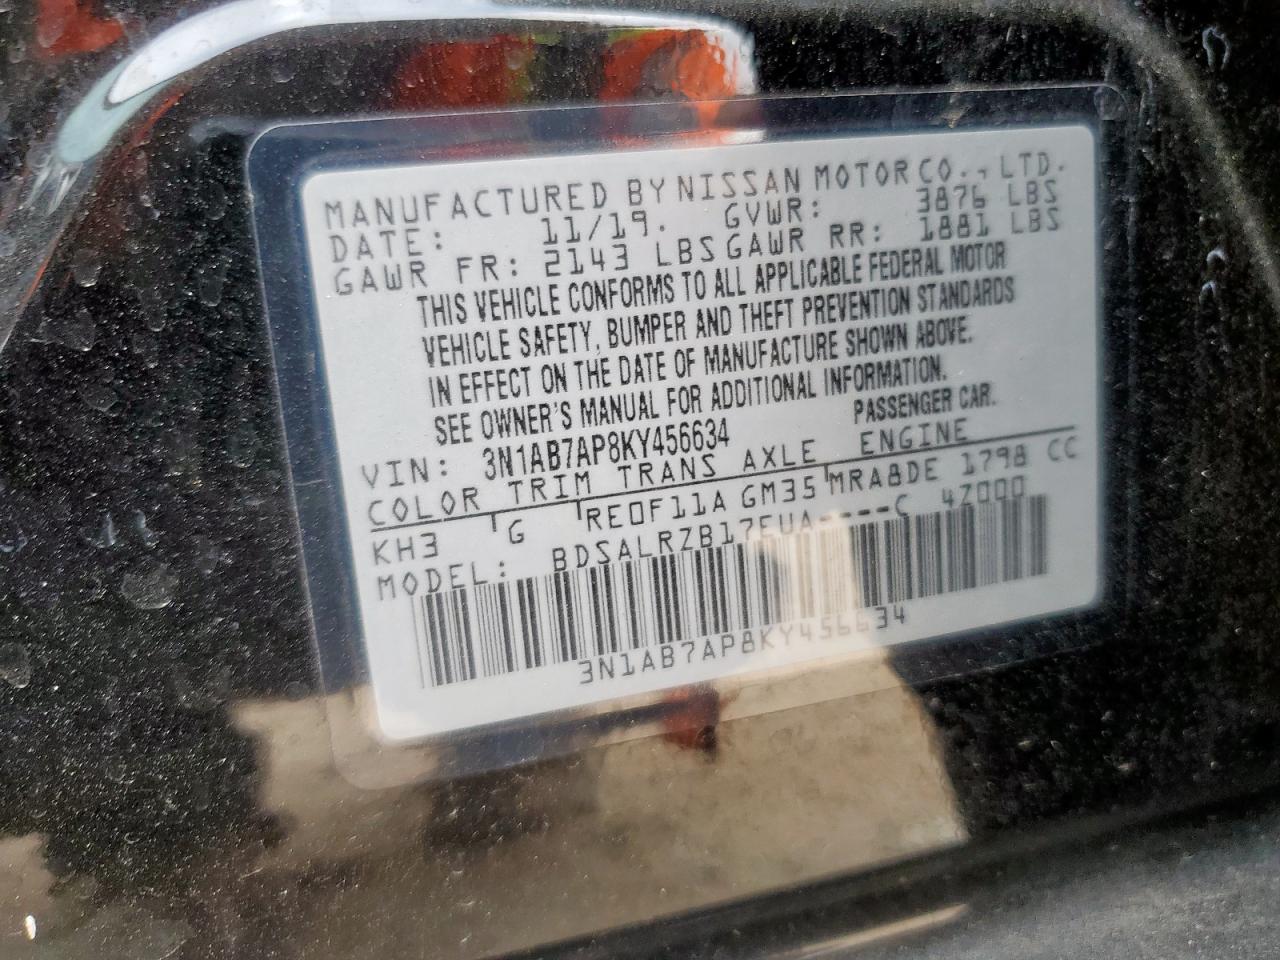 MANUFACTURED BY NISSAN MOTOR CO., LTD.
DATE: 11/19. GVWR: 3876 LBS
GAWR FR: 2143 LBS GAWR RR: 1881 LBS
THIS VEHICLE CONFORMS TO ALL APPLICABLE FEDERAL MOTOR
VEHICLE SAFETY, BUMPER AND THEFT PREVENTION STANDARDS
IN EFFECT ON THE DATE OF MANUFACTURE SHOWN ABOVE.
SEE OWNER'S MANUAL FOR ADDITIONAL INFORMATION.
VIN: 3N1AB7AP8KY456634 PASSENGER CAR.
COLOR TRIM TRANS AXLE ENGINE
KH3 G RE0F11A GM35 MRA8DE 1798 CC
MODEL: BDSALRZB17EUA----C 4Z000
3N1AB7AP8KY456634